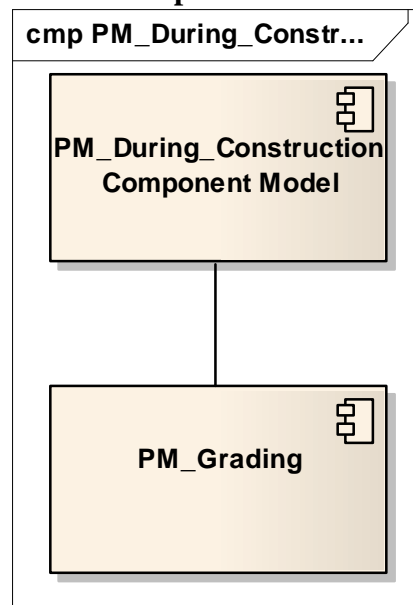 cmp PM_During_Constr...
PM_During_Construction
Component Model
PM_Grading